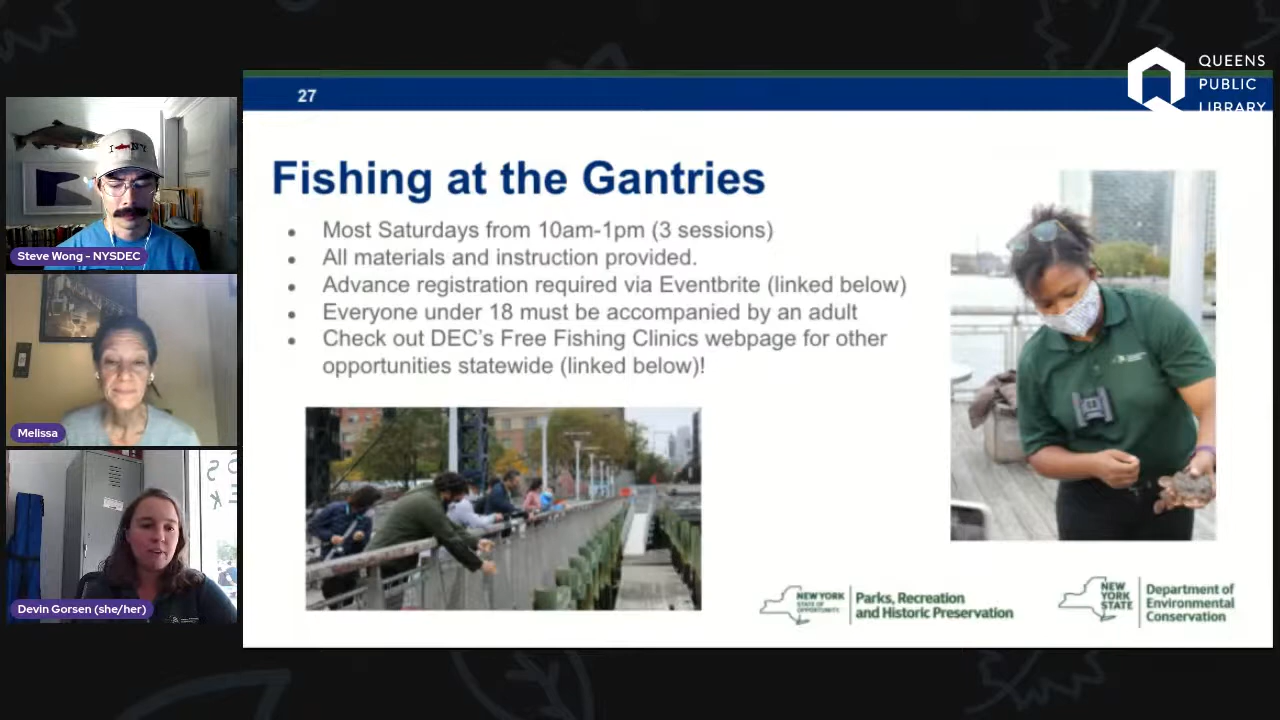 QUEENS
PUBLIC
LIBRARY
27
Fishing at the Gantries
• Most Saturdays from 10am-1pm (3 sessions)
• All materials and instruction provided.
• Advance registration required via Eventbrite (linked below)
• Everyone under 18 must be accompanied by an adult
• Check out DEC’s Free Fishing Clinics webpage for other
opportunities statewide (linked below)!
I NY
Steve Wong - NYSDEC
Melissa
Devin Gorsen (she/her)
NEW YORK
STATE OF
OPPORTUNITY
Parks, Recreation
and Historic Preservation
NEW
YORK
STATE
Department of
Environmental
Conservation